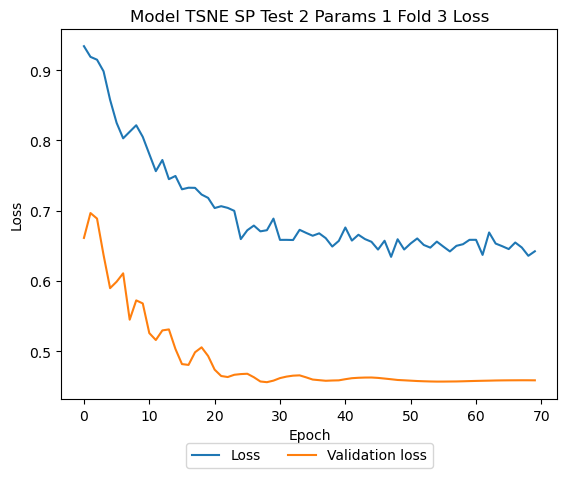 Model TSNE SP Test 2 Params 1 Fold 3 Loss
0.9
0.8
0.7
0.6
0.5
Loss
0 10 20 30 40 50 60 70
Epoch
Loss Validation loss